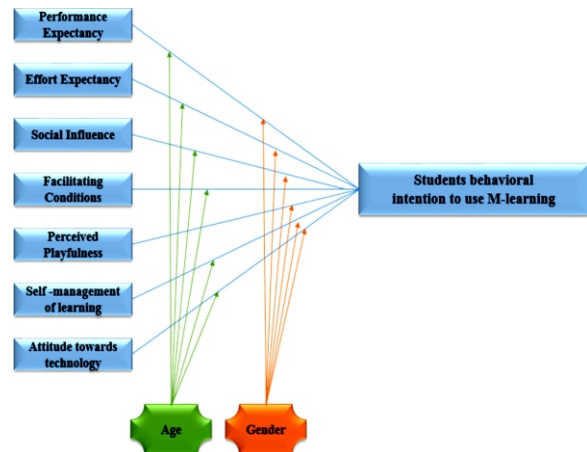 Performance
Expectancy
Effort Expectancy
Social Influence
Facilitating
Conditions
Perceived
Playfulness
Self -management
of learning
Attitude towards
technology
Students behavioral
intention to use M-learning
Age
Gender